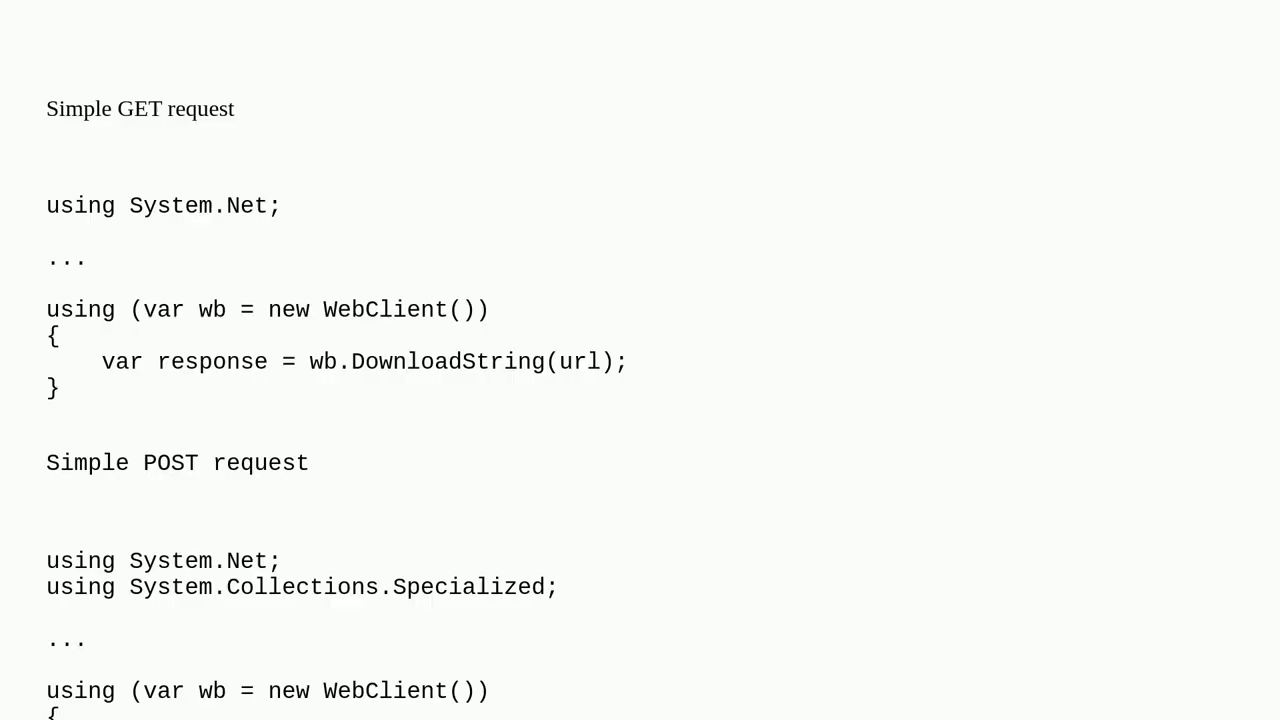 Simple GET request
using System.Net;
...
using (var wb = new WebClient())
{
    var response = wb.DownloadString(url);
}
Simple POST request
using System.Net;
using System.Collections.Specialized;
...
using (var wb = new WebClient())
{